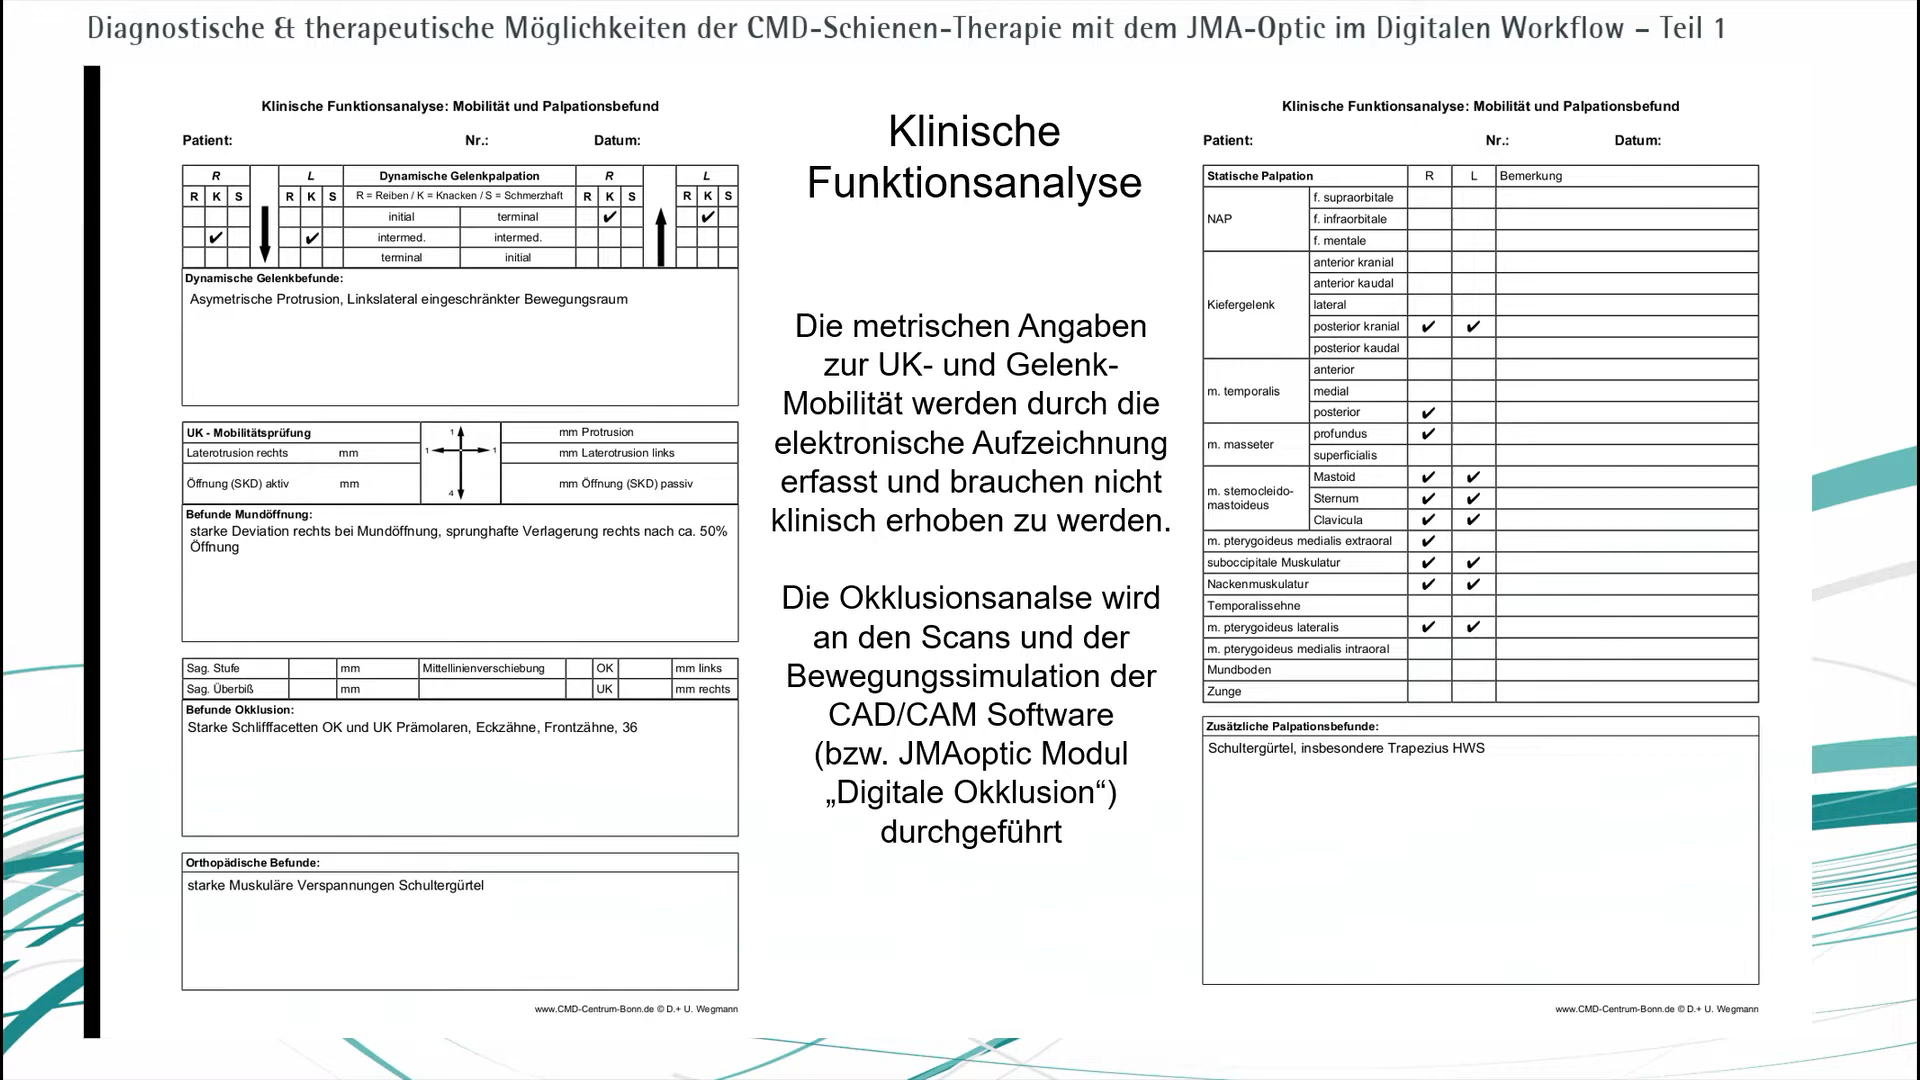 Diagnostische & therapeutische Möglichkeiten der CMD-Schienen-Therapie mit dem JMA-Optic im Digitalen Workflow – Teil 1
Klinische Funktionsanalyse: Mobilität und Palpationsbefund
Patient: Nr.: Datum:
R L Dynamische Gelenkpalpation R L
R K S R K S R = Reiben / K = Knacken / S = Schmerzhaft R K S R K S
initial terminal ✔ ✔
✔ ✔ intermed. intermed.
terminal initial
Dynamische Gelenkbefunde:
Asymetrische Protrusion, Linkslateral eingeschränkter Bewegungsraum
UK - Mobilitätsprüfung 1 mm Protrusion
Laterotrusion rechts mm 1 1 mm Laterotrusion links
Öffnung (SKD) aktiv mm 4 mm Öffnung (SKD) passiv
Befunde Mundöffnung:
starke Deviation rechts bei Mundöffnung, sprunghafte Verlagerung rechts nach ca. 50%
Öffnung
Sag. Stufe mm Mittellinienverschiebung OK mm links
Sag. Überbiß mm UK mm rechts
Befunde Okklusion:
Starke Schlifffacetten OK und UK Prämolaren, Eckzähne, Frontzähne, 36
Orthopädische Befunde:
starke Muskuläre Verspannungen Schultergürtel
www.CMD-Centrum-Bonn.de © D.+ U. Wegmann
Klinische
Funktionsanalyse
Die metrischen Angaben
zur UK- und Gelenk-
Mobilität werden durch die
elektronische Aufzeichnung
erfasst und brauchen nicht
klinisch erhoben zu werden.
Die Okklusionsanalse wird
an den Scans und der
Bewegungssimulation der
CAD/CAM Software
(bzw. JMAoptic Modul
„Digitale Okklusion“)
durchgeführt
Klinische Funktionsanalyse: Mobilität und Palpationsbefund
Patient: Nr.: Datum:
Statische Palpation R L Bemerkung
NAP
f. supraorbitale
f. infraorbitale
f. mentale
Kiefergelenk
anterior kranial
anterior kaudal
lateral
posterior kranial ✔ ✔
posterior kaudal
m. temporalis
anterior
medial
posterior ✔
m. masseter
profundus ✔
superficialis
m. sternocleido-
mastoideus
Mastoid ✔ ✔
Sternum ✔ ✔
Clavicula ✔ ✔
m. pterygoideus medialis extraoral ✔
suboccipitale Muskulatur ✔ ✔
Nackenmuskulatur ✔ ✔
Temporalissehne
m. pterygoideus lateralis ✔ ✔
m. pterygoideus medialis intraoral
Mundboden
Zunge
Zusätzliche Palpationsbefunde:
Schultergürtel, insbesondere Trapezius HWS
www.CMD-Centrum-Bonn.de © D.+ U. Wegmann